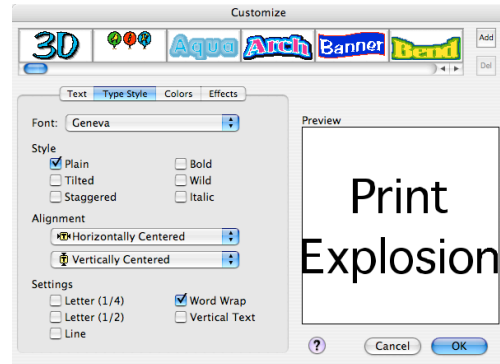 Customize
3D Aqua Arch Banner Bend
Add
Del
Text Type Style Colors Effects
Font: Geneva
Style
Plain Bold
Tilted Wild
Staggered Italic
Alignment
Horizontally Centered
Vertically Centered
Settings
Letter (1/4) Word Wrap
Letter (1/2) Vertical Text
Line
Preview
Print
Explosion
? Cancel OK